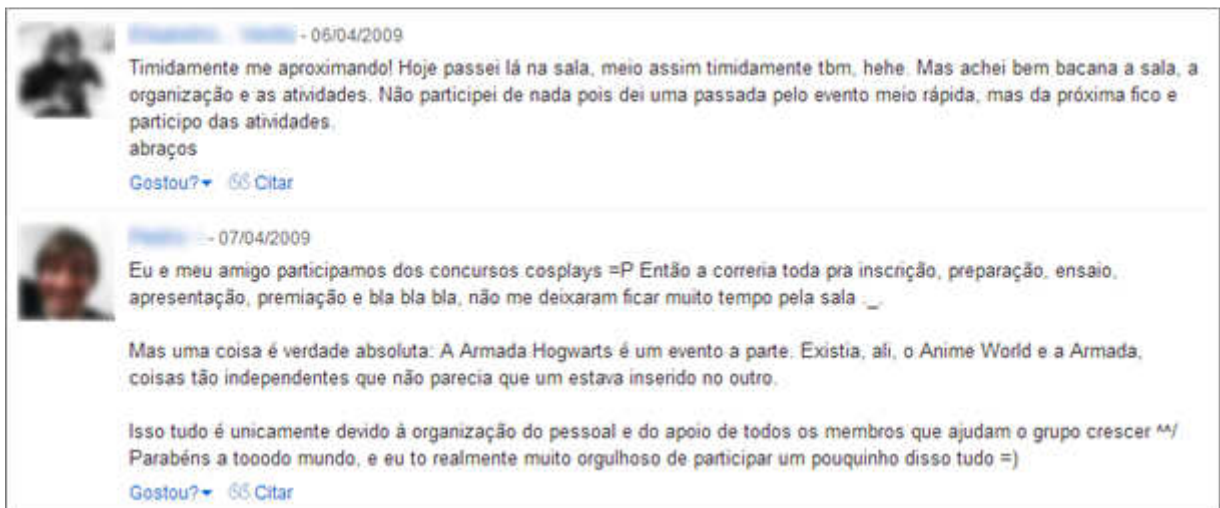 - 06/04/2009
Timidamente me aproximando! Hoje passei lá na sala, meio assim timidamente tbm, hehe. Mas achei bem bacana a sala, a
organização e as atividades. Não participei de nada pois dei uma passada pelo evento meio rápida, mas da próxima fico e
participo das atividades.
abraços
Gostou? Citar
- 07/04/2009
Eu e meu amigo participamos dos concursos cosplays =P Então a correria toda pra inscrição, preparação, ensaio,
apresentação, premiação e bla bla bla, não me deixaram ficar muito tempo pela sala ._.
Mas uma coisa é verdade absoluta: A Armada Hogwarts é um evento a parte. Existia, ali, o Anime World e a Armada,
coisas tão independentes que não parecia que um estava inserido no outro.
Isso tudo é unicamente devido à organização do pessoal e do apoio de todos os membros que ajudam o grupo crescer ^^/
Parabéns a tooodo mundo, e eu to realmente muito orgulhoso de participar um pouquinho disso tudo =)
Gostou? Citar